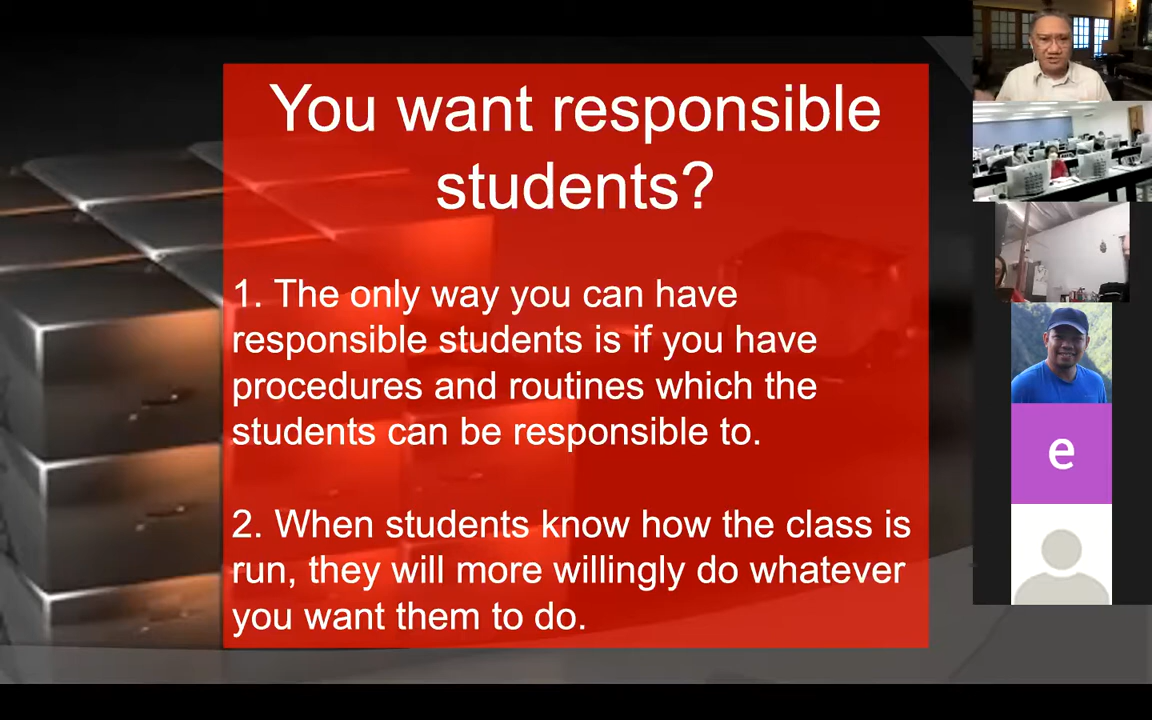 You want responsible
students?
1. The only way you can have
responsible students is if you have
procedures and routines which the
students can be responsible to.
2. When students know how the class is
run, they will more willingly do whatever
you want them to do.
e